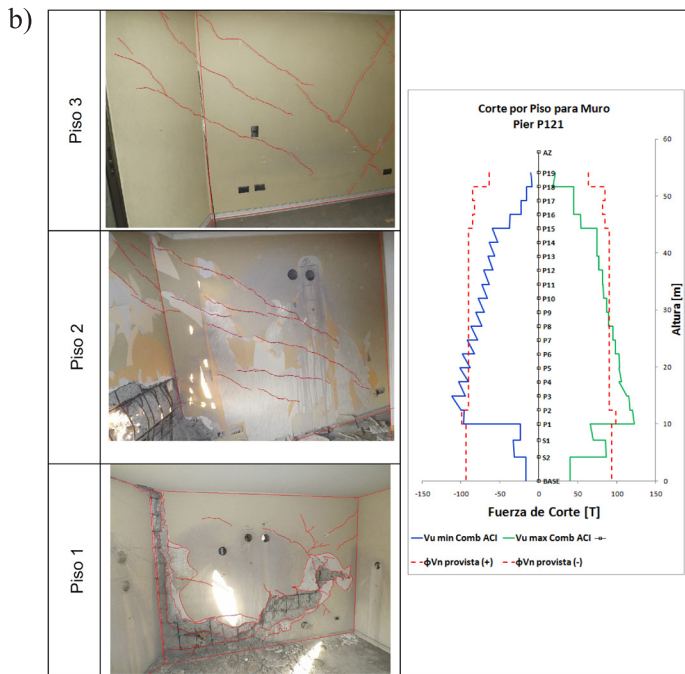 b)
Piso 3
Piso 2
Piso 1
Corte por Piso para Muro
Pier P121
60
50
40
30
20
10
0
Altura [m]
AZ
P19
P18
P17
P16
P15
P14
P13
P12
P11
P10
P9
P8
P7
P6
P5
P4
P3
P2
P1
S1
S2
BASE
-150
-100
-50
0
50
100
150
Fuerza de Corte [T]
Vu min Comb ACI
Vu max Comb ACI
ϕVn provista (+)
ϕVn provista (-)